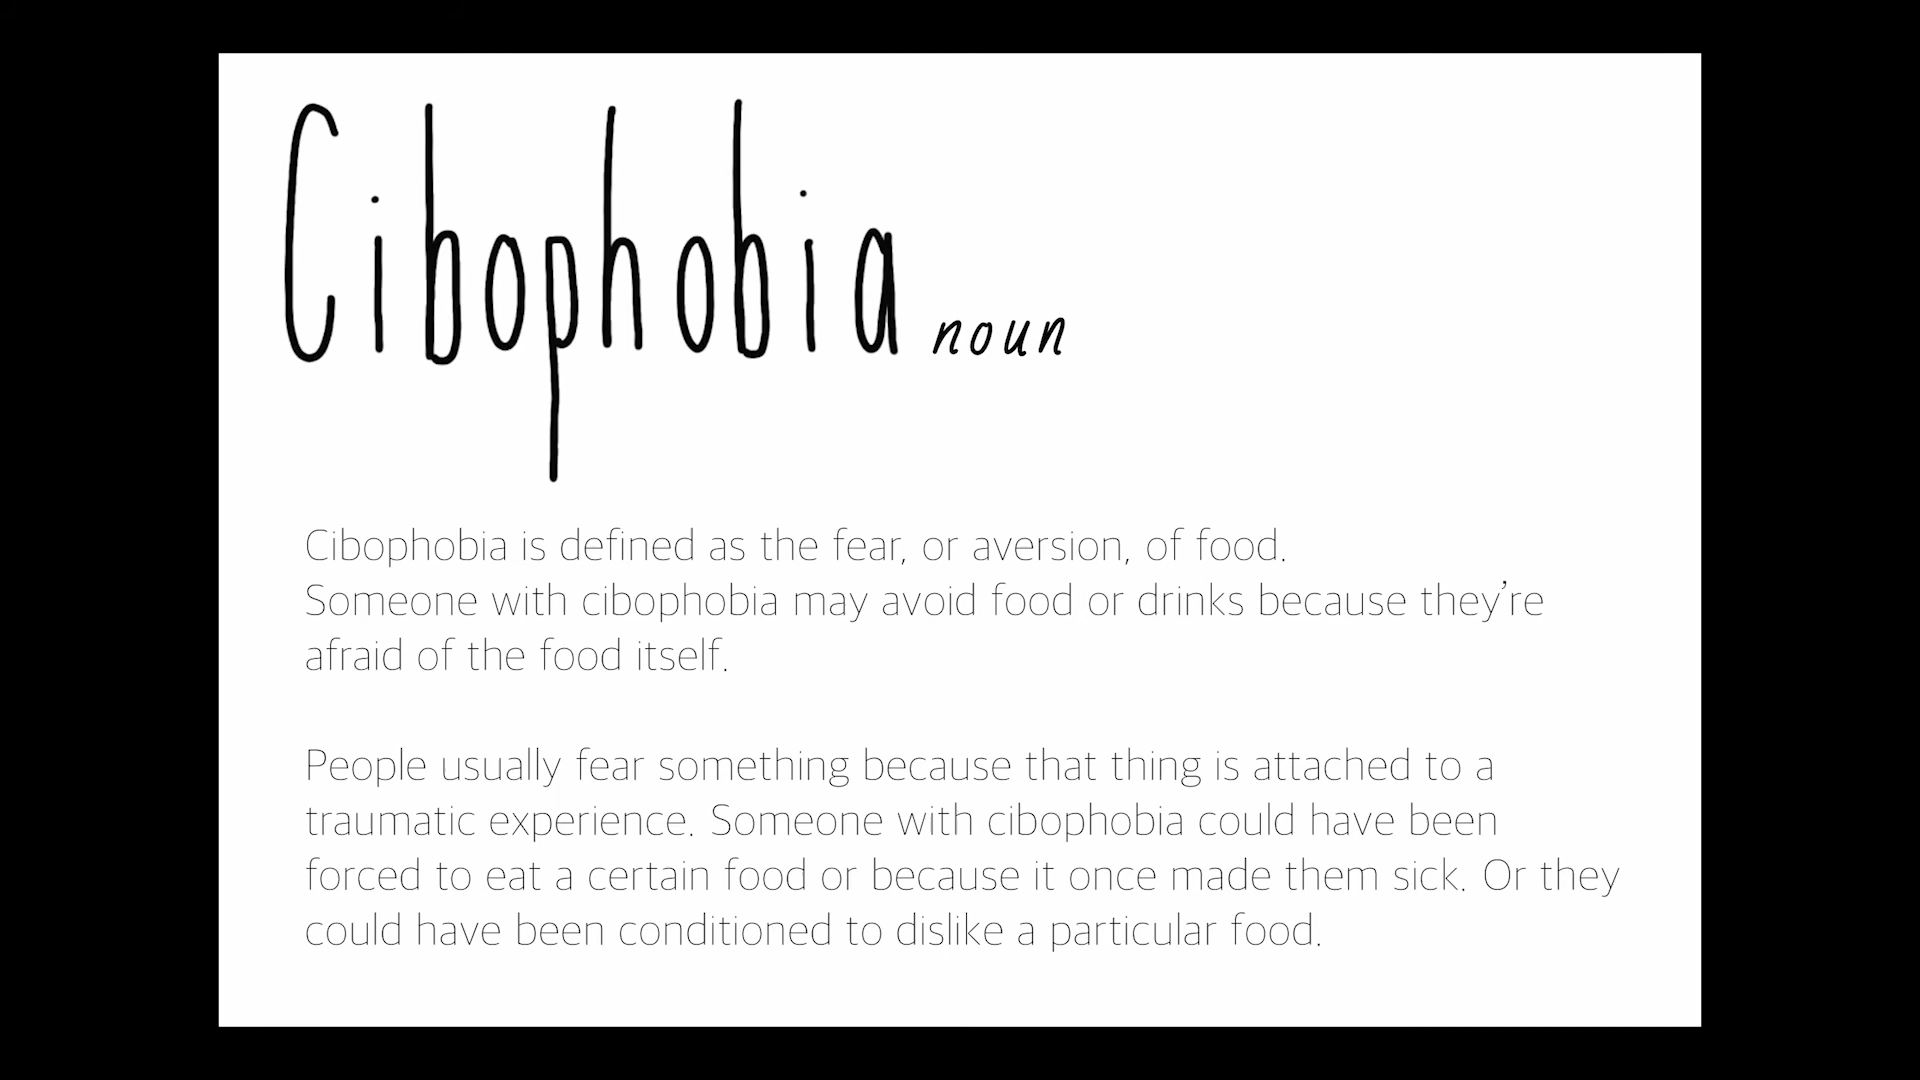 Cibophobia noun
Cibophobia is defined as the fear, or aversion, of food.
Someone with cibophobia may avoid food or drinks because they’re
afraid of the food itself.
People usually fear something because that thing is attached to a
traumatic experience. Someone with cibophobia could have been
forced to eat a certain food or because it once made them sick. Or they
could have been conditioned to dislike a particular food.